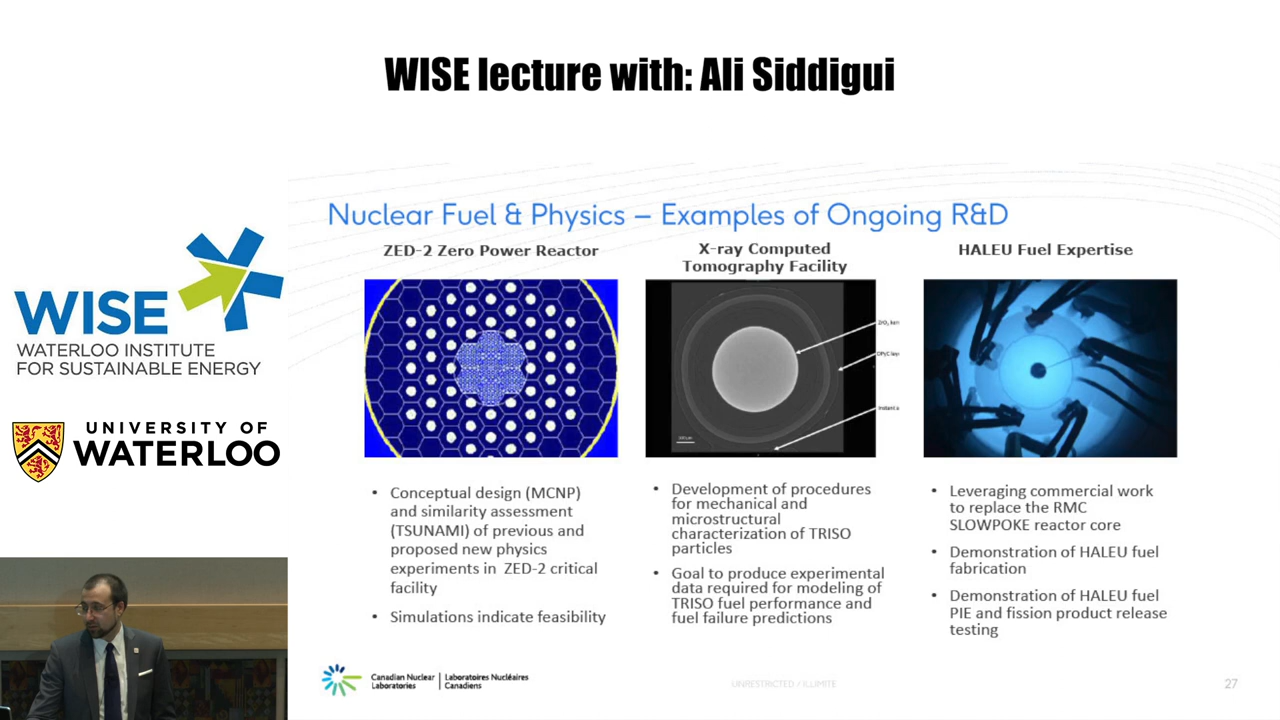 WISE lecture with: Ali Siddigui
WISE
WATERLOO INSTITUTE
FOR SUSTAINABLE ENERGY
UNIVERSITY OF
WATERLOO
Nuclear Fuel & Physics – Examples of Ongoing R&D
ZED-2 Zero Power Reactor
• Conceptual design (MCNP)
and similarity assessment
(TSUNAMI) of previous and
proposed new physics
experiments in ZED-2 critical
facility
• Simulations indicate feasibility
X-ray Computed
Tomography Facility
• Development of procedures
for mechanical and
microstructural
characterization of TRISO
particles
• Goal to produce experimental
data required for modeling of
TRISO fuel performance and
fuel failure predictions
HALEU Fuel Expertise
• Leveraging commercial work
to replace the RMC
SLOWPOKE reactor core
• Demonstration of HALEU fuel
fabrication
• Demonstration of HALEU fuel
PIE and fission product release
testing
Canadian Nuclear
Laboratories
Laboratoires Nucléaires
Canadiens
UNRESTRICTED / ILLIMITÉ
27